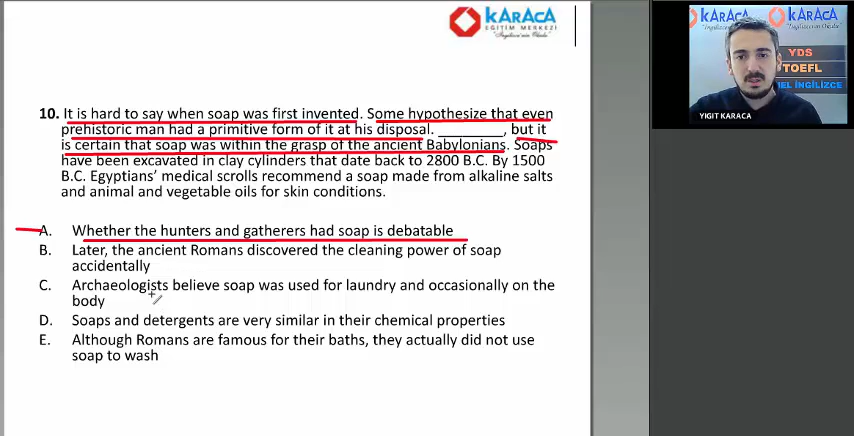 KARACA
EĞİTİM MERKEZİ
"İngilizce'nin Okulu"
10. It is hard to say when soap was first invented. Some hypothesize that even
prehistoric man had a primitive form of it at his disposal. ________, but it
is certain that soap was within the grasp of the ancient Babylonians. Soaps
have been excavated in clay cylinders that date back to 2800 B.C. By 1500
B.C. Egyptians' medical scrolls recommend a soap made from alkaline salts
and animal and vegetable oils for skin conditions.
A. Whether the hunters and gatherers had soap is debatable
B. Later, the ancient Romans discovered the cleaning power of soap
accidentally
C. Archaeologists believe soap was used for laundry and occasionally on the
body
D. Soaps and detergents are very similar in their chemical properties
E. Although Romans are famous for their baths, they actually did not use
soap to wash
KARACA
KARACA
"İngilizcenin Okulu"
YDS
TOEFL
İNGİLİZCE
YIGIT KARACA